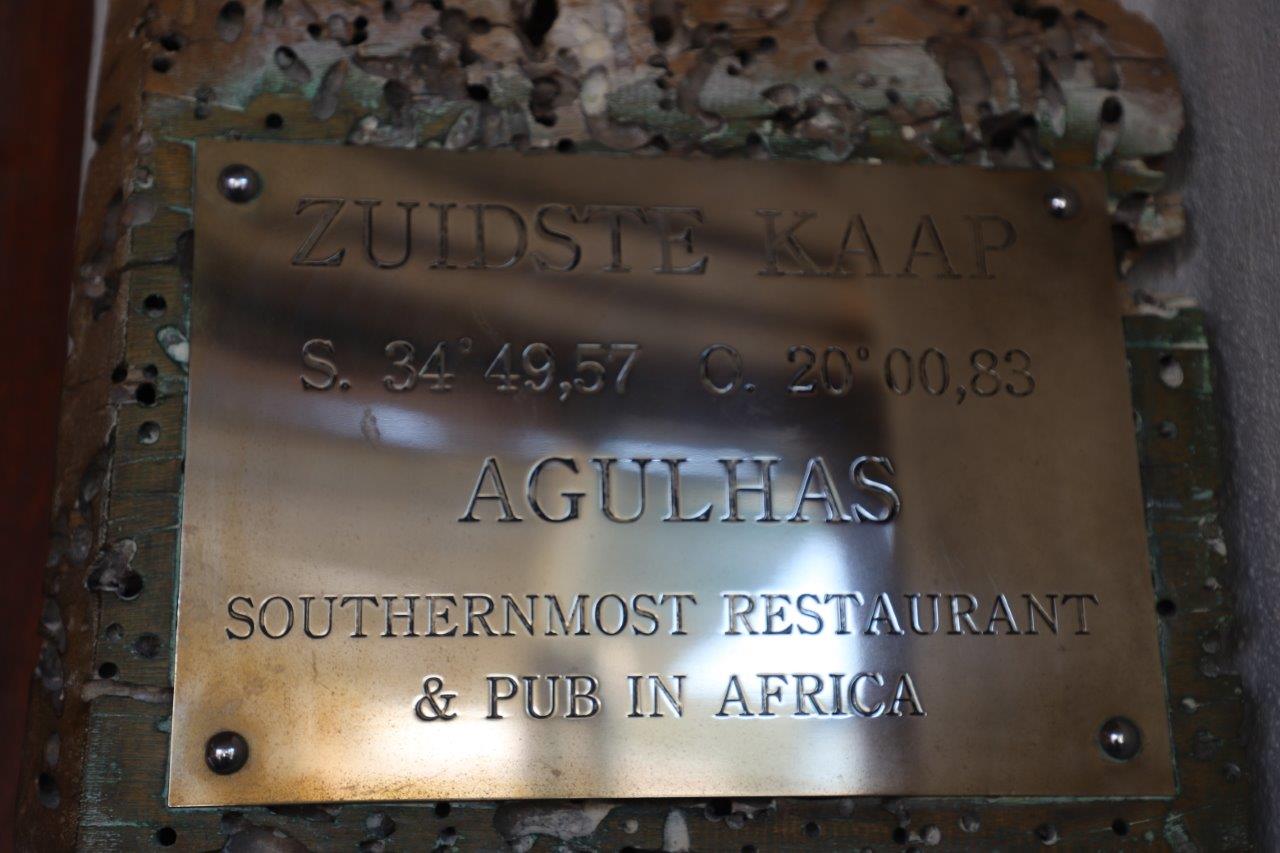 ZUIDSTE KAAP
S. 34°49,57 O. 20°00,83
AGULHAS
SOUTHERNMOST RESTAURANT
& PUB IN AFRICA